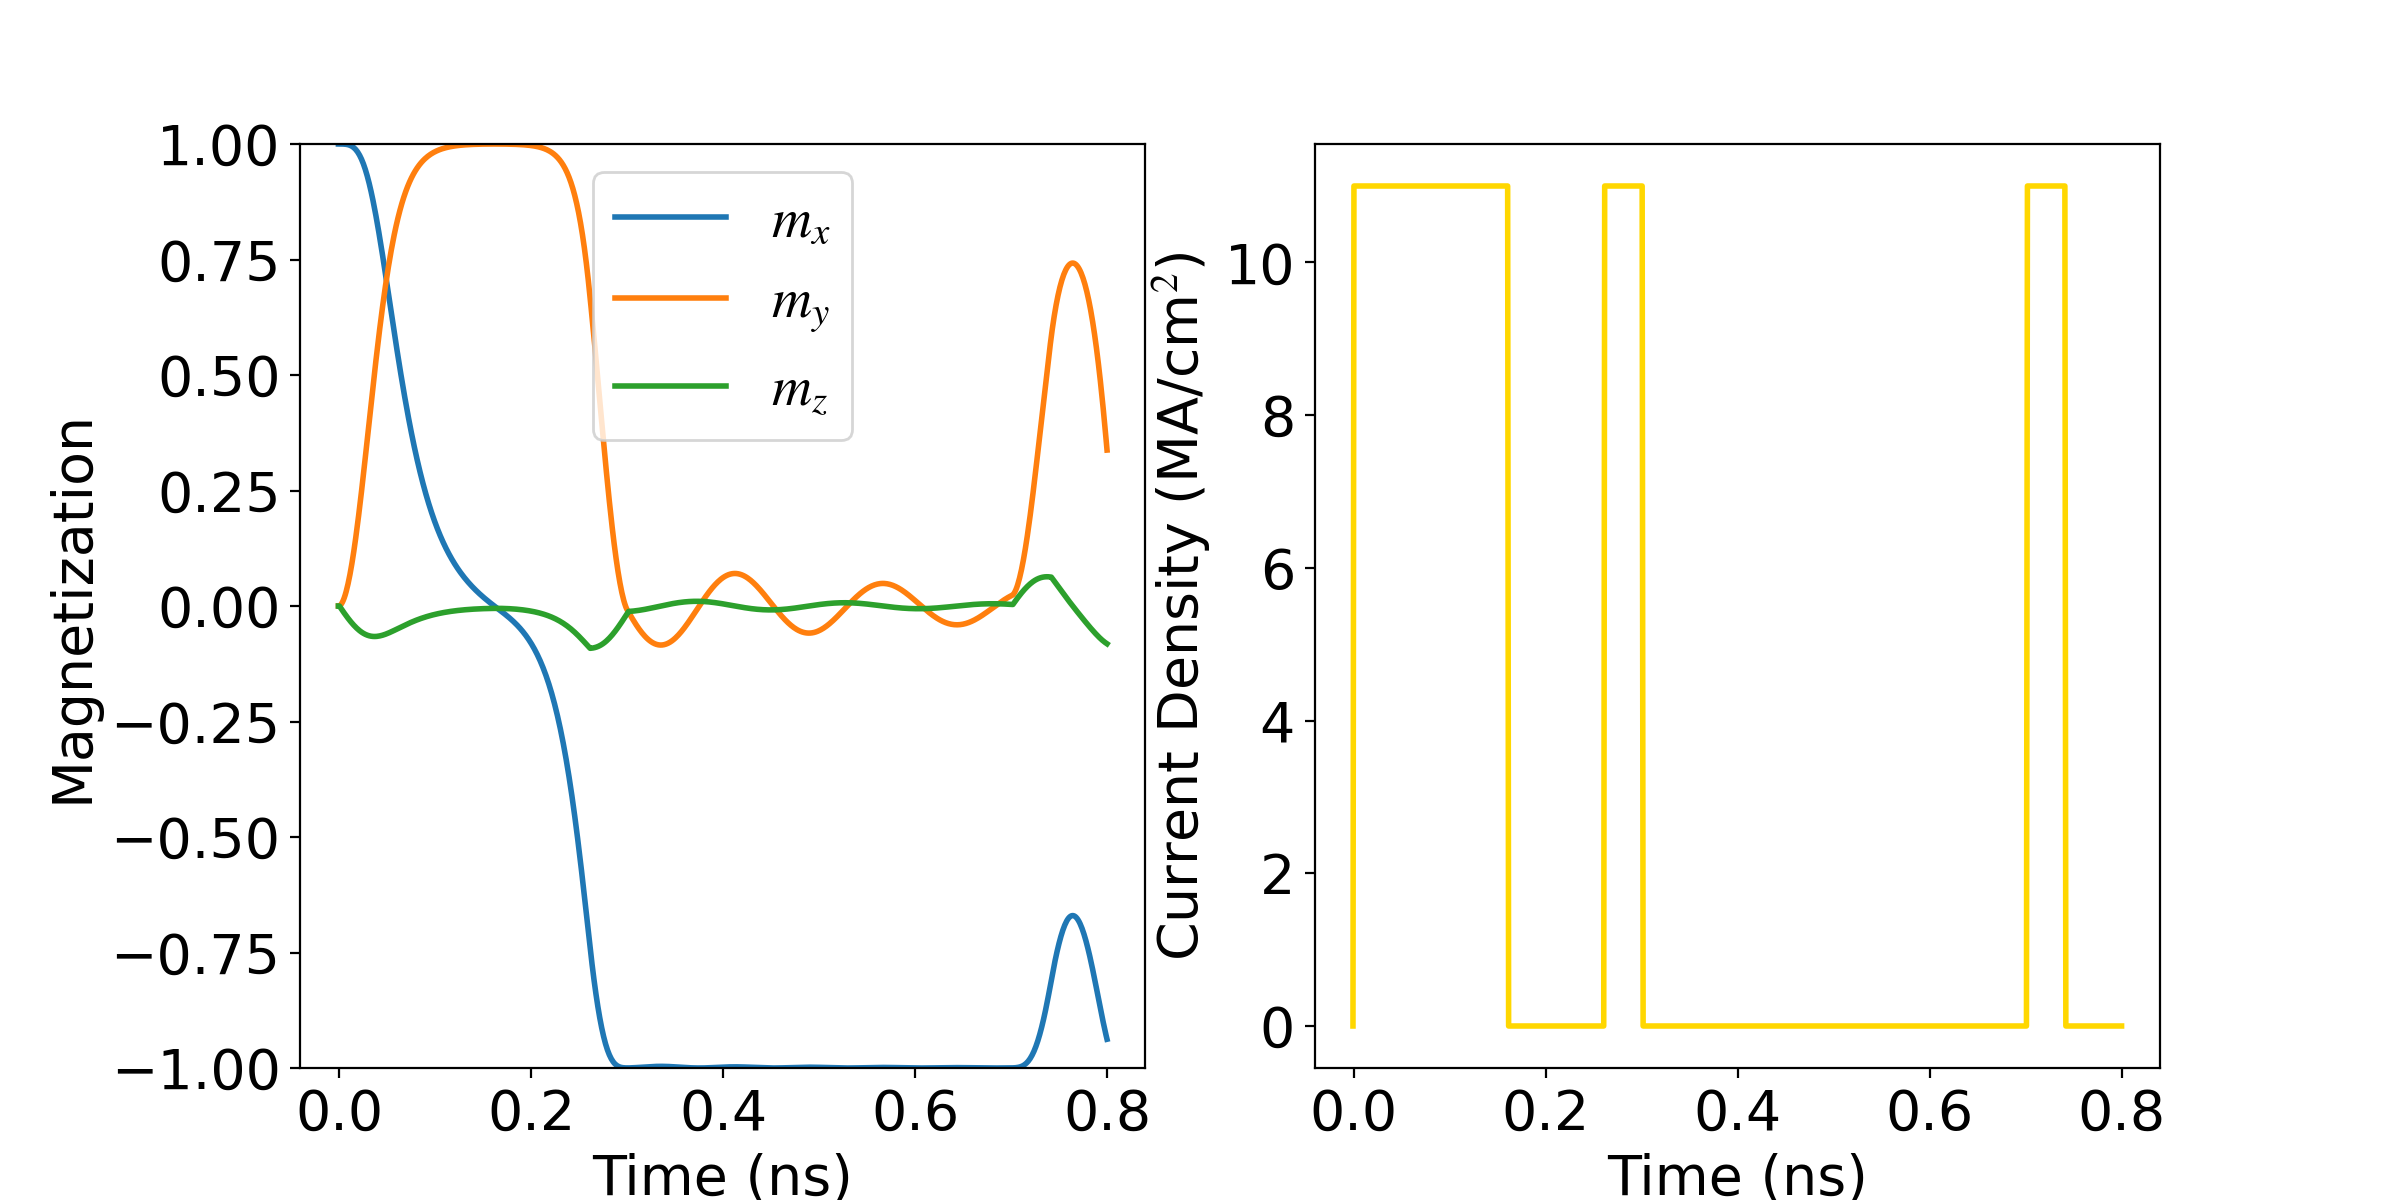 1.00
0.75
0.50
0.25
0.00
−0.25
−0.50
−0.75
−1.00
Magnetization
0.0 0.2 0.4 0.6 0.8
Time (ns)
m_x
m_y
m_z
10
8
6
4
2
0
Current Density (MA/cm²)
0.0 0.2 0.4 0.6 0.8
Time (ns)